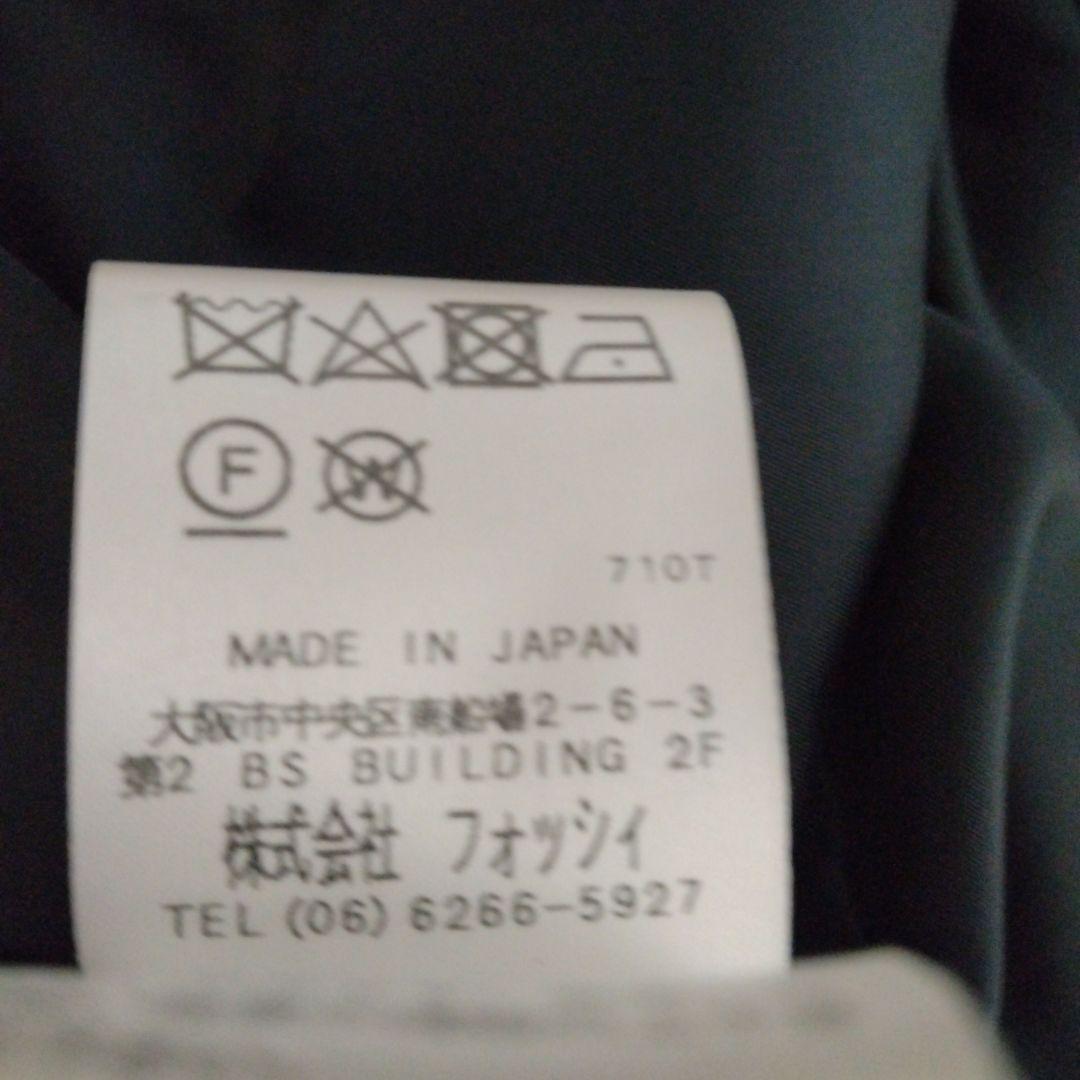 F W
710T
MADE IN JAPAN
大阪市中央区南船場2-6-3
第2 BS BUILDING 2F
株式会社 フォッシィ
TEL (06) 6266-5927